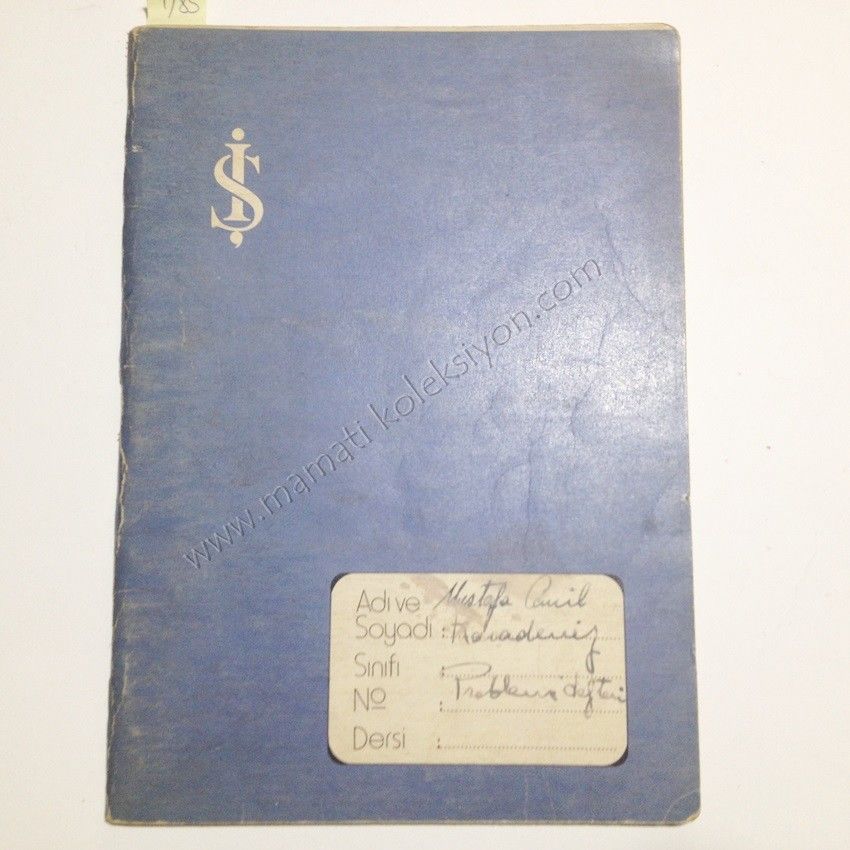 1/85
İŞ
www.mamati koleksiyon.com
Adı ve Mustafa Cemil
Soyadı : Karadeniz
Sınıfı :
Nº : Problem defteri
Dersi :